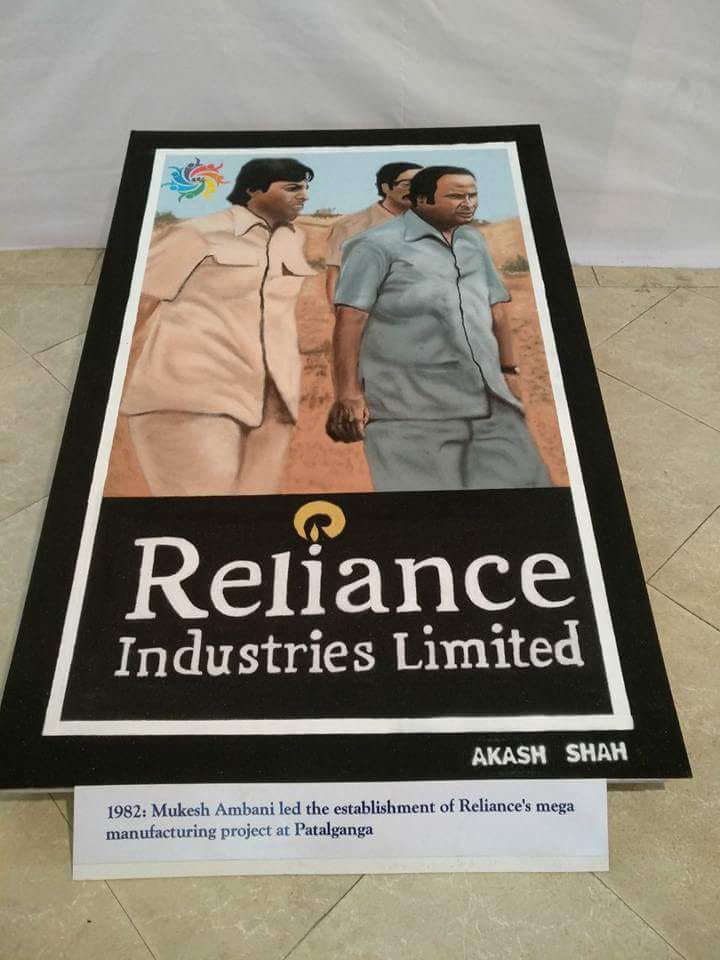 Reliance
Industries Limited
AKASH SHAH
1982: Mukesh Ambani led the establishment of Reliance's mega
manufacturing project at Patalganga